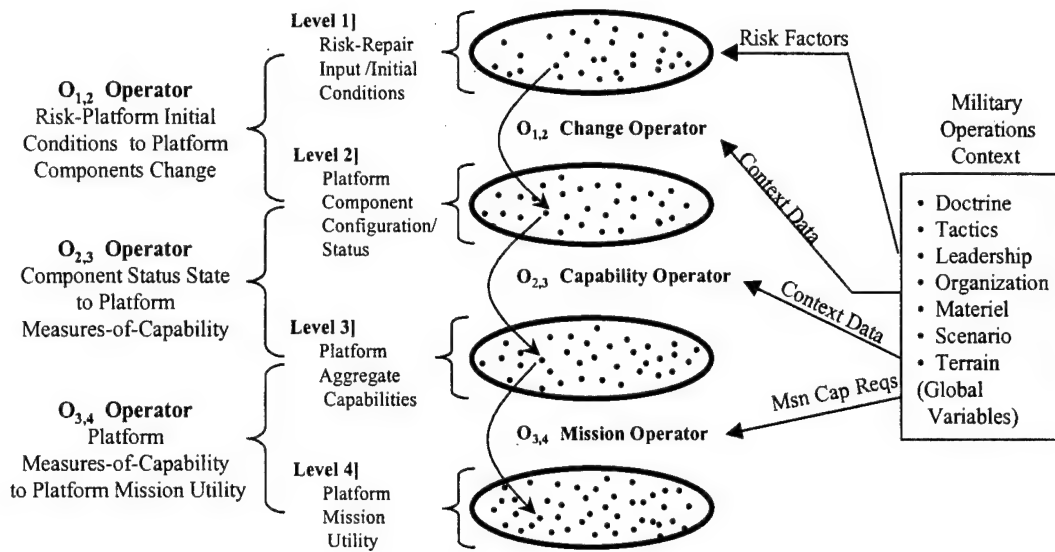 O1,2 Operator
Risk-Platform Initial
Conditions to Platform
Components Change
O2,3 Operator
Component Status State
to Platform
Measures-of-Capability
O3,4 Operator
Platform
Measures-of-Capability
to Platform Mission Utility
Level 1]
Risk-Repair
Input /Initial
Conditions
Level 2]
Platform
Component
Configuration/
Status
Level 3]
Platform
Aggregate
Capabilities
Level 4]
Platform
Mission
Utility
O1,2 Change Operator
O2,3 Capability Operator
O3,4 Mission Operator
Risk Factors
Context Data
Context Data
Msn Cap Reqs
Military
Operations
Context
• Doctrine
• Tactics
• Leadership
• Organization
• Materiel
• Scenario
• Terrain
(Global
Variables)